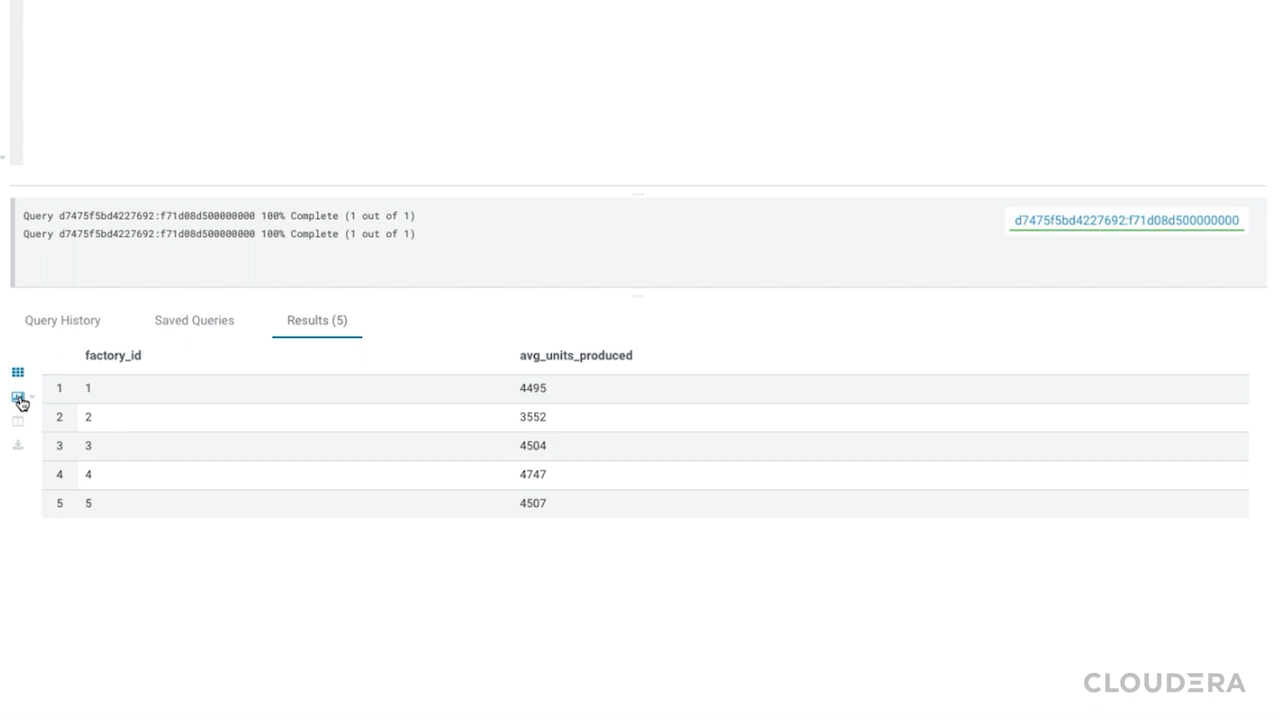 Query d7475f5bd4227692:f71d08d500000000 100% Complete (1 out of 1)
Query d7475f5bd4227692:f71d08d500000000 100% Complete (1 out of 1)
d7475f5bd4227692:f71d08d500000000
Query History Saved Queries Results (5)
factory_id avg_units_produced
1 1 4495
2 2 3552
3 3 4504
4 4 4747
5 5 4507
CLOUDERA